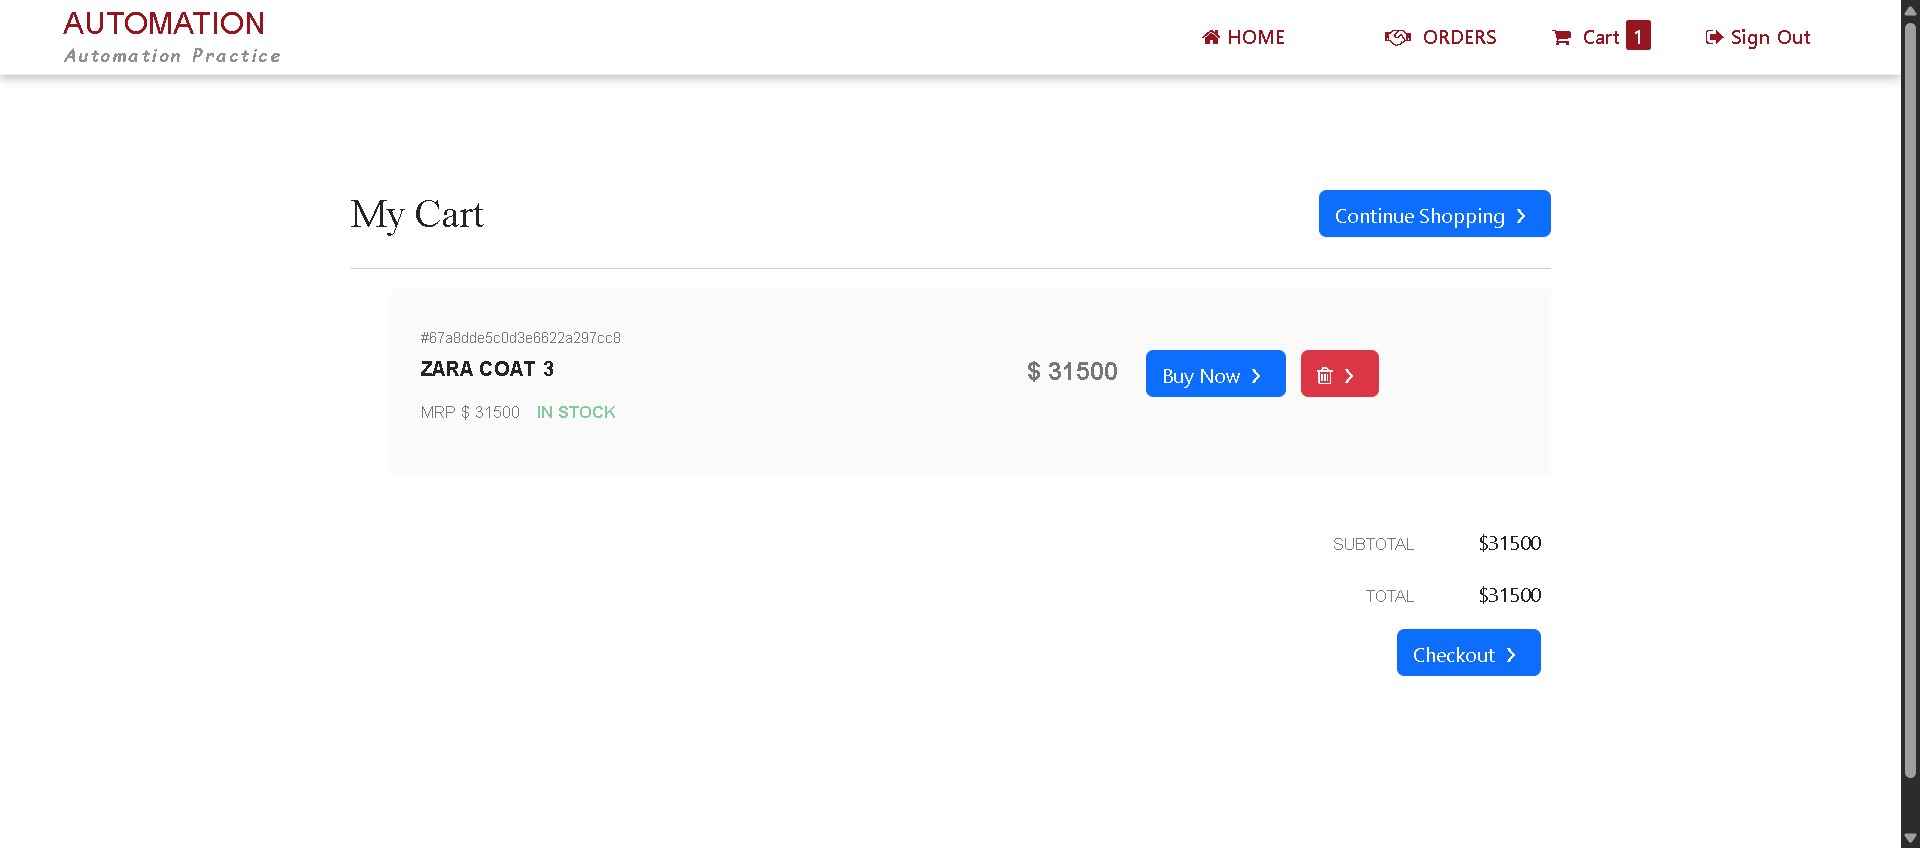 AUTOMATION
Automation Practice
HOME
ORDERS
Cart 1
Sign Out
My Cart
Continue Shopping
#67a8dde5c0d3e6622a297cc8
ZARA COAT 3
MRP $ 31500 IN STOCK
$ 31500
Buy Now
SUBTOTAL $31500
TOTAL $31500
Checkout